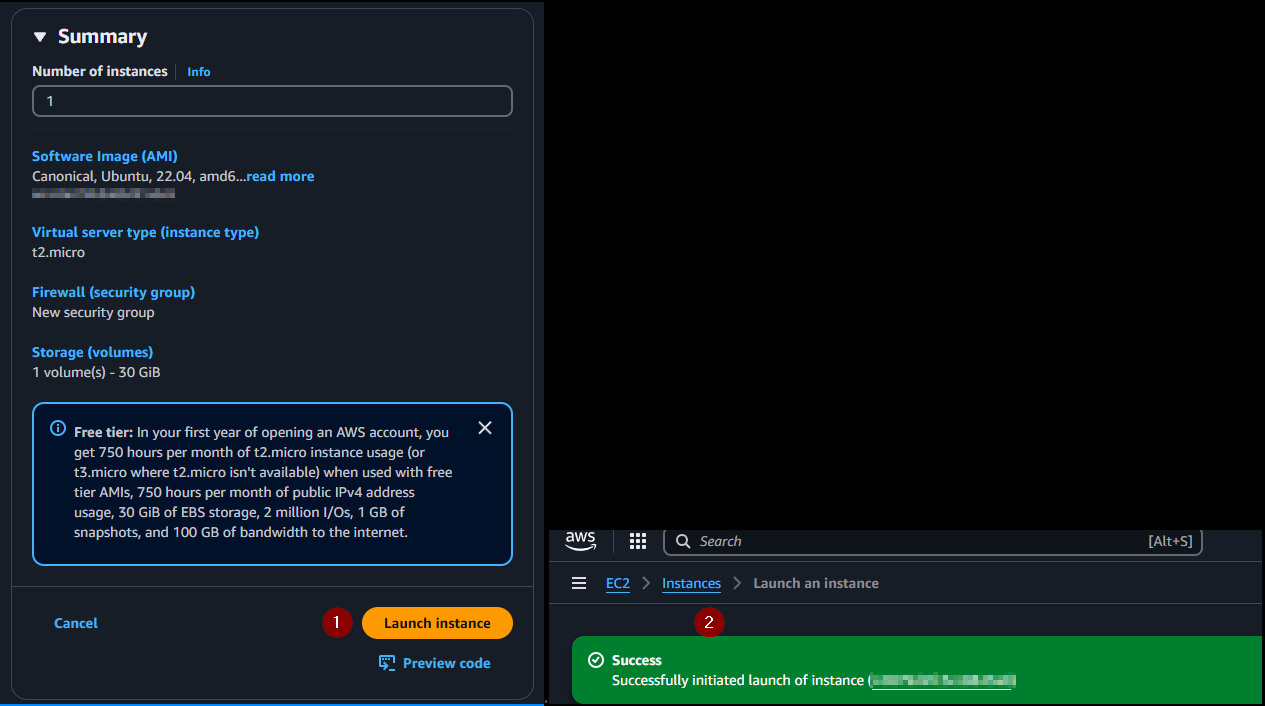 Summary
Number of instances Info
1
Software Image (AMI)
Canonical, Ubuntu, 22.04, amd6...read more
Virtual server type (instance type)
t2.micro
Firewall (security group)
New security group
Storage (volumes)
1 volume(s) - 30 GiB
Free tier: In your first year of opening an AWS account, you
get 750 hours per month of t2.micro instance usage (or
t3.micro where t2.micro isn't available) when used with free
tier AMIs, 750 hours per month of public IPv4 address
usage, 30 GiB of EBS storage, 2 million I/Os, 1 GB of
snapshots, and 100 GB of bandwidth to the internet.
Cancel
1
Launch instance
Preview code
aws
Search
[Alt+S]
EC2 > Instances > Launch an instance
2
Success
Successfully initiated launch of instance (